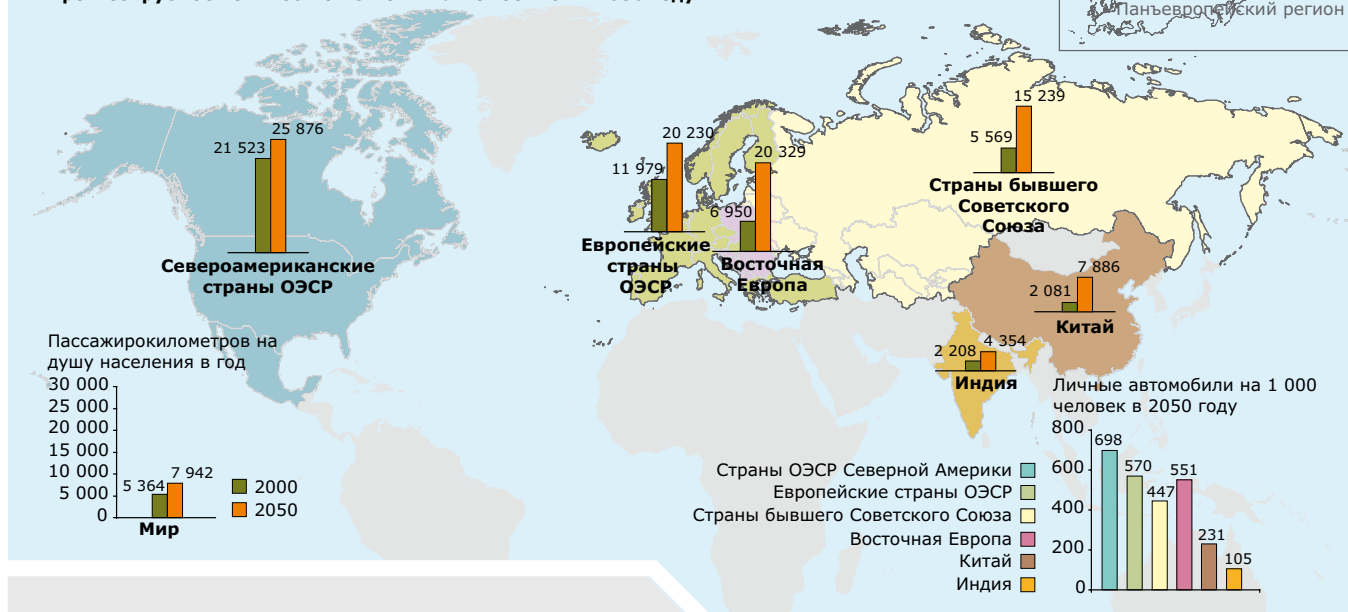 Панъевропейский регион
15 239
5 569
Страны бывшего
Советского
Союза
25 876
21 523
Североамериканские
страны ОЭСР
20 230
11 979
Европейские
страны
ОЭСР
20 329
6 950
Восточная
Европа
7 886
2 081
Китай
2 208
4 354
Индия
Пассажирокилометров на
душу населения в год
30 000
25 000
20 000
15 000
10 000
5 000
0
5 364
7 942
Мир
2000
2050
Личные автомобили на 1 000
человек в 2050 году
800
600
400
200
0
698
570
447
551
231
105
Страны ОЭСР Северной Америки
Европейские страны ОЭСР
Страны бывшего Советского Союза
Восточная Европа
Китай
Индия